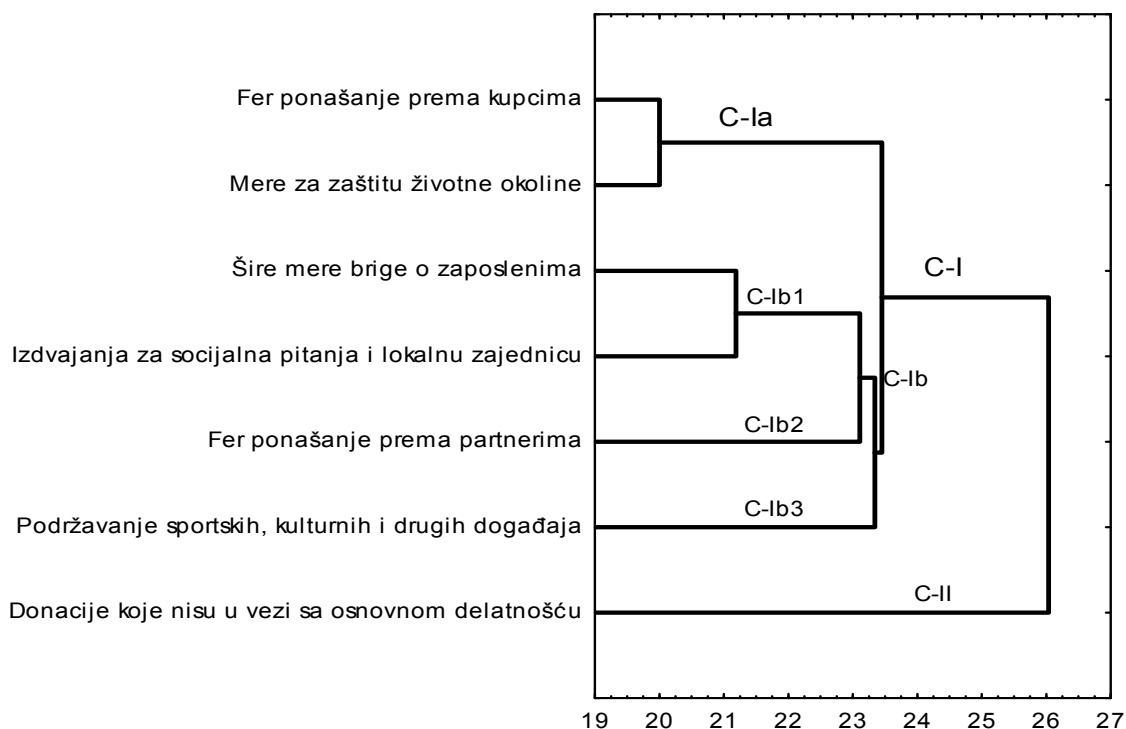 Fer ponašanje prema kupcima
C-Ia
Mere za zaštitu životne okoline
Šire mere brige o zaposlenima
C-I
C-Ib1
Izdvajanja za socijalna pitanja i lokalnu zajednicu
C-Ib
C-Ib2
Fer ponašanje prema partnerima
C-Ib3
Podržavanje sportskih, kulturnih i drugih događaja
C-II
Donacije koje nisu u vezi sa osnovnom delatnošću
19 20 21 22 23 24 25 26 27